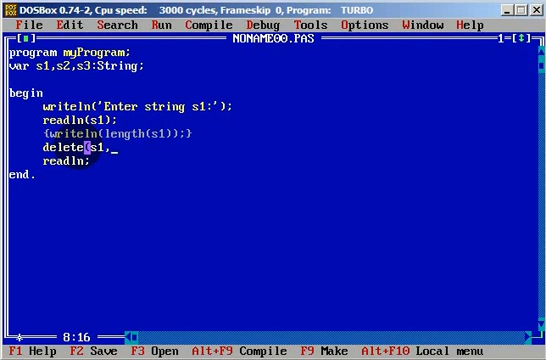 DOSBox 0.74-2, Cpu speed: 3000 cycles, Frameskip 0, Program: TURBO
File Edit Search Run Compile Debug Tools Options Window Help
[■] NONAME00.PAS 1=[↕]
program myProgram;
var s1,s2,s3:String;
begin
writeln('Enter string s1:');
readln(s1);
{writeln(length(s1));}
delete(s1,_
readln;
end.
8:16
F1 Help F2 Save F3 Open Alt+F9 Compile F9 Make Alt+F10 Local menu